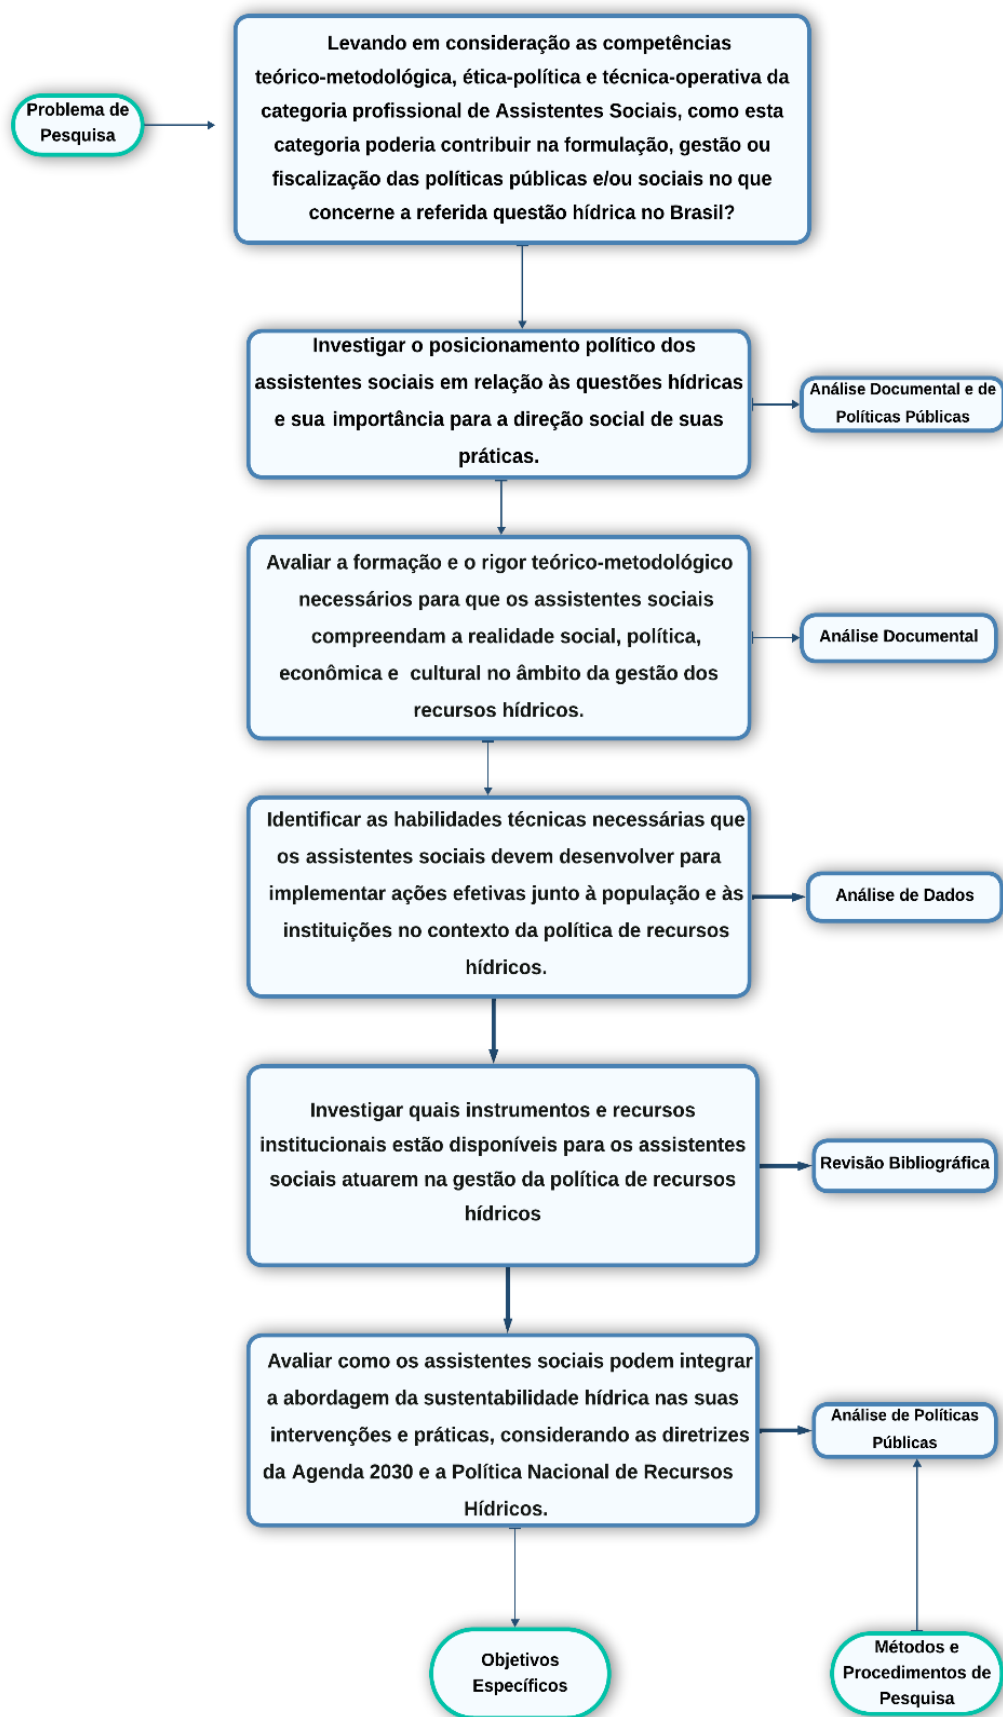 Problema de
Pesquisa
Levando em consideração as competências
teórico-metodológica, ética-política e técnica-operativa da
categoria profissional de Assistentes Sociais, como esta
categoria poderia contribuir na formulação, gestão ou
fiscalização das políticas públicas e/ou sociais no que
concerne a referida questão hídrica no Brasil?
Investigar o posicionamento político dos
assistentes sociais em relação às questões hídricas
e sua importância para a direção social de suas
práticas.
Análise Documental e de
Políticas Públicas
Avaliar a formação e o rigor teórico-metodológico
necessários para que os assistentes sociais
compreendam a realidade social, política,
econômica e cultural no âmbito da gestão dos
recursos hídricos.
Análise Documental
Identificar as habilidades técnicas necessárias que
os assistentes sociais devem desenvolver para
implementar ações efetivas junto à população e às
instituições no contexto da política de recursos
hídricos.
Análise de Dados
Investigar quais instrumentos e recursos
institucionais estão disponíveis para os assistentes
sociais atuarem na gestão da política de recursos
hídricos
Revisão Bibliográfica
Avaliar como os assistentes sociais podem integrar
a abordagem da sustentabilidade hídrica nas suas
intervenções e práticas, considerando as diretrizes
da Agenda 2030 e a Política Nacional de Recursos
Hídricos.
Análise de Políticas
Públicas
Objetivos
Específicos
Métodos e
Procedimentos de
Pesquisa